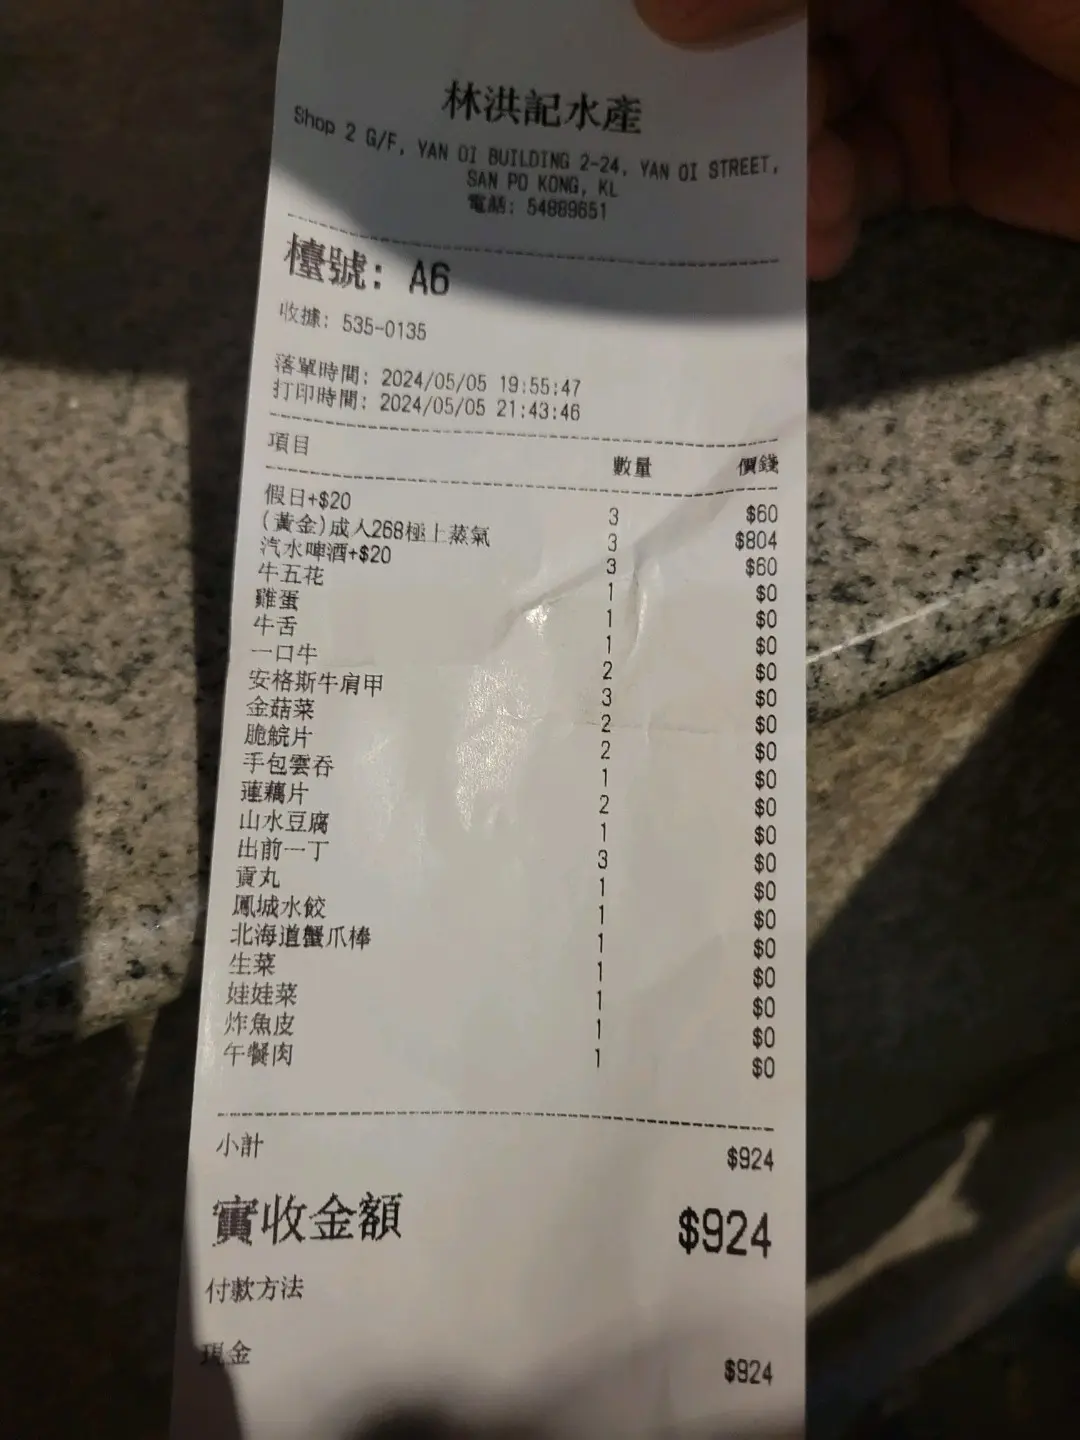 林洪記水產
Shop 2 G/F, YAN OI BUILDING 2-24, YAN OI STREET,
SAN PO KONG, KL
電話: 54889651
檯號: A6
收據: 535-0135
落單時間: 2024/05/05 19:55:47
打印時間: 2024/05/05 21:43:46
項目 數量 價錢
假日+$20 3 $60
(黃金)成人268極上蒸氣 3 $804
汽水啤酒+$20 3 $60
牛五花 1 $0
雞蛋 1 $0
牛舌 1 $0
一口牛 2 $0
安格斯牛肩甲 3 $0
金菇菜 2 $0
脆鯇片 2 $0
手包雲吞 1 $0
蓮藕片 2 $0
山水豆腐 1 $0
出前一丁 3 $0
貢丸 1 $0
鳳城水餃 1 $0
北海道蟹爪棒 1 $0
生菜 1 $0
娃娃菜 1 $0
炸魚皮 1 $0
午餐肉 1 $0
小計 $924
實收金額 $924
付款方法
現金 $924